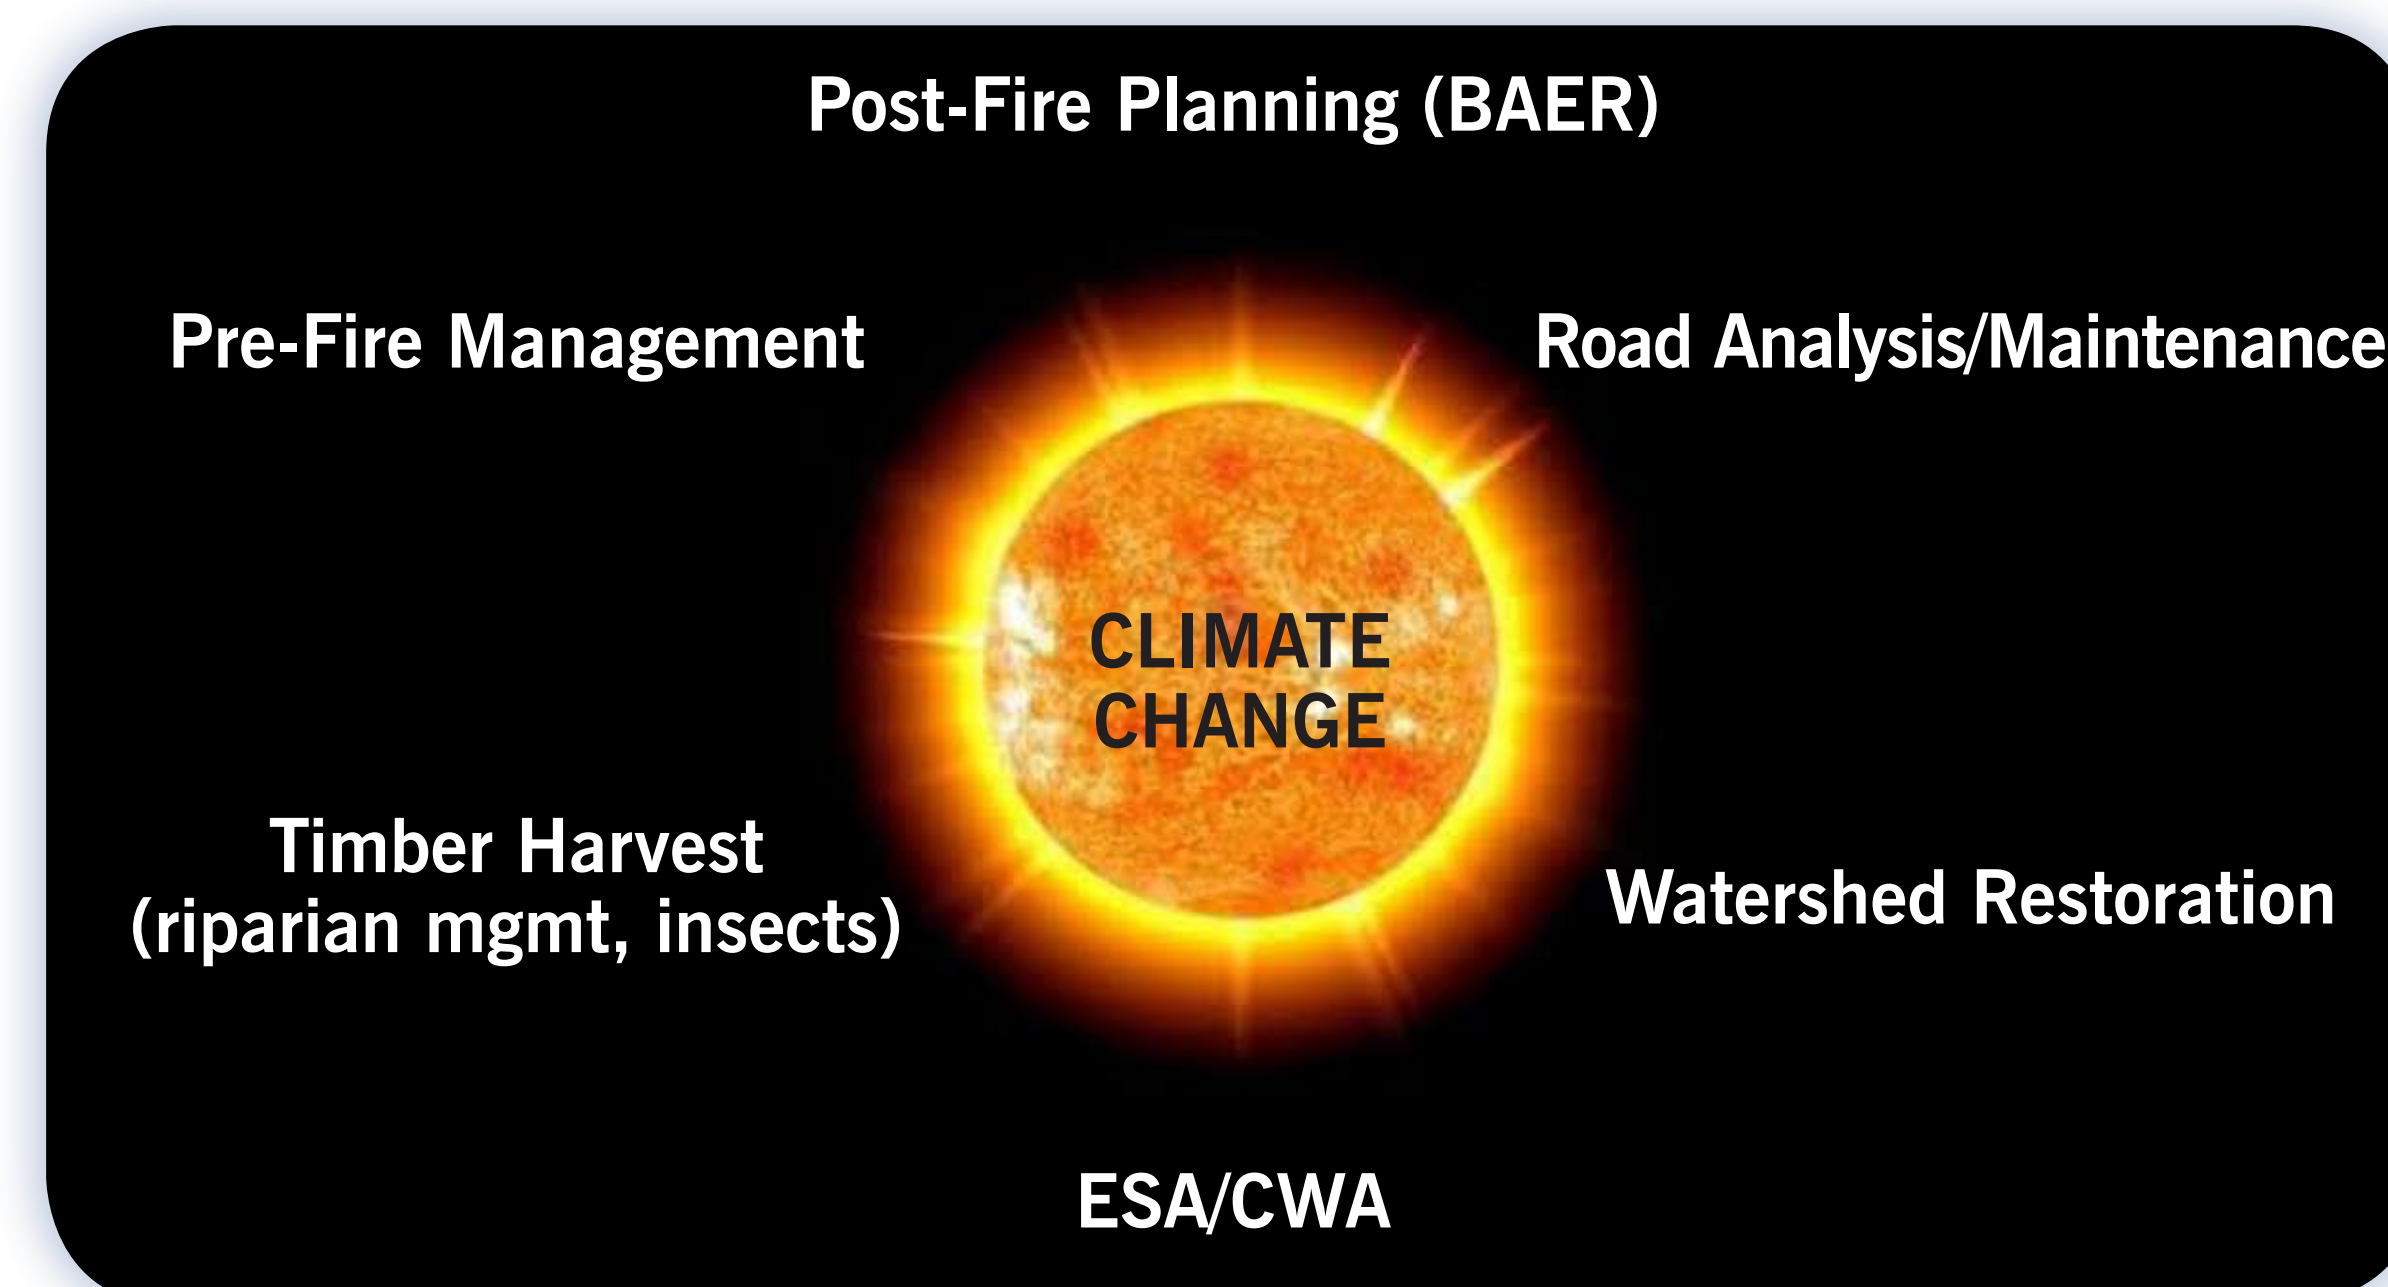 Post-Fire Planning (BAER)
Pre-Fire Management
Road Analysis/Maintenance
CLIMATE
CHANGE
Timber Harvest
(riparian mgmt, insects)
Watershed Restoration
ESA/CWA